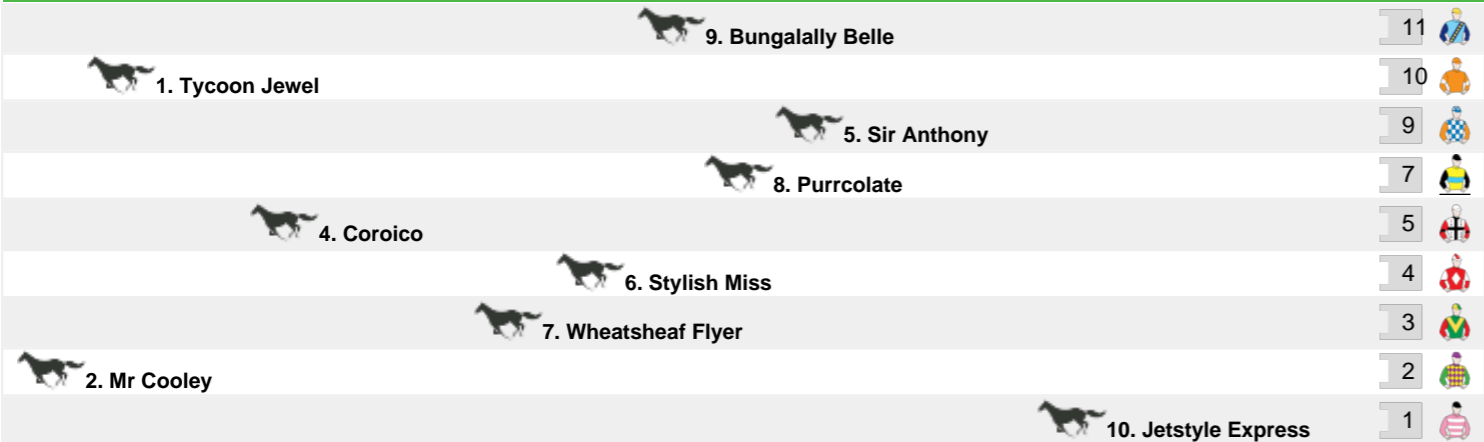 9. Bungalally Belle 11
1. Tycoon Jewel 10
5. Sir Anthony 9
8. Purrcolate 7
4. Coroico 5
6. Stylish Miss 4
7. Wheatsheaf Flyer 3
2. Mr Cooley 2
10. Jetstyle Express 1